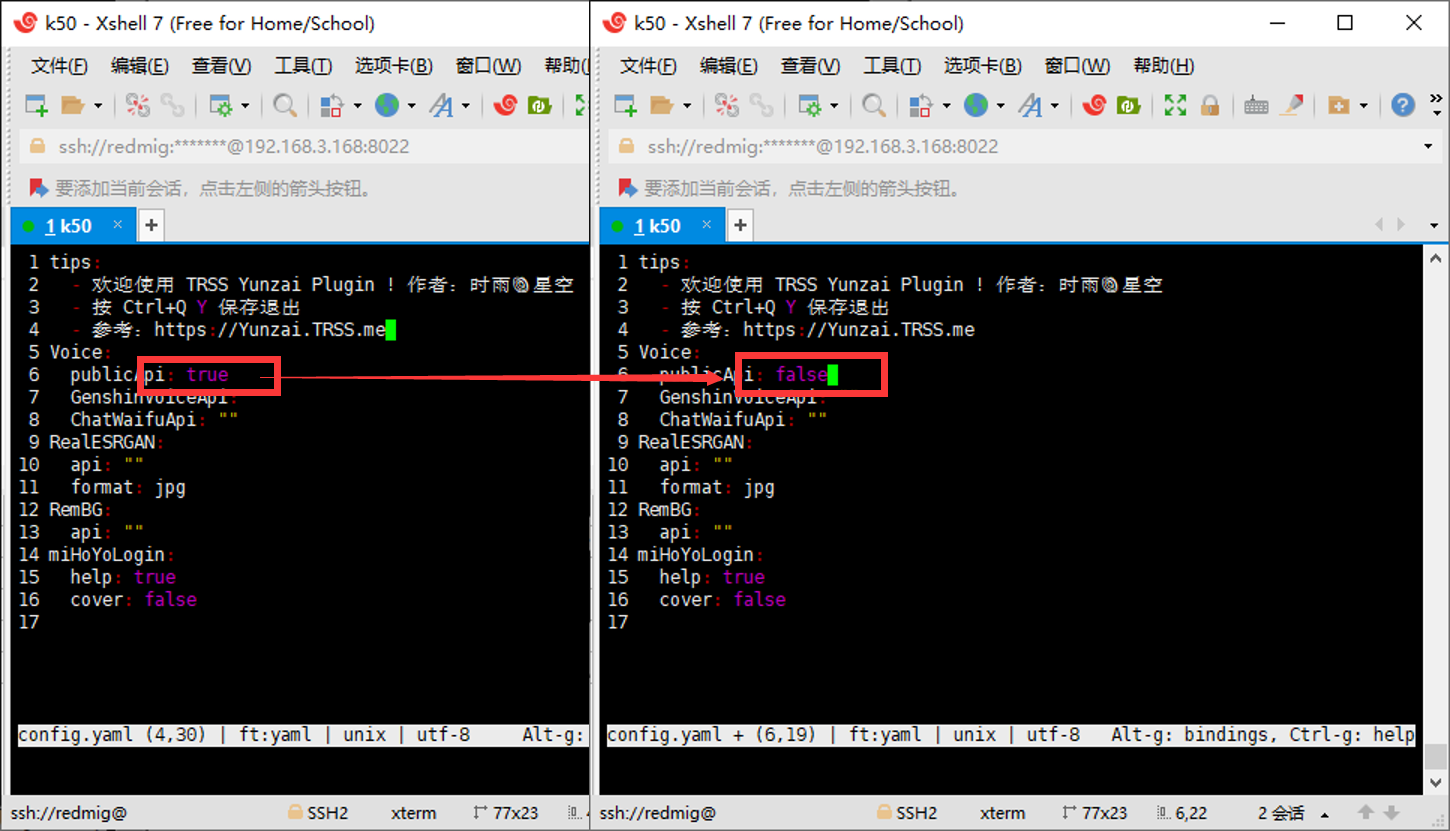 k50 - Xshell 7 (Free for Home/School)
文件(F) 编辑(E) 查看(V) 工具(T) 选项卡(B) 窗口(W) 帮助(
ssh://redmig:*******@192.168.3.168:8022
要添加当前会话，点击左侧的箭头按钮。
1 k50 × +
1 tips:
2 - 欢迎使用 TRSS Yunzai Plugin ! 作者：时雨🌌星空
3 - 按 Ctrl+Q Y 保存退出
4 - 参考：https://Yunzai.TRSS.me
5 Voice:
6 publicApi: true
7 GenshinVoiceApi:
8 ChatWaifuApi: ""
9 RealESRGAN:
10 api: ""
11 format: jpg
12 RemBG:
13 api: ""
14 miHoYoLogin:
15 help: true
16 cover: false
17
config.yaml (4,30) | ft:yaml | unix | utf-8 Alt-g:
ssh://redmig@ SSH2 xterm 77x23
k50 - Xshell 7 (Free for Home/School)
文件(F) 编辑(E) 查看(V) 工具(T) 选项卡(B) 窗口(W) 帮助(H)
ssh://redmig:*******@192.168.3.168:8022
要添加当前会话，点击左侧的箭头按钮。
1 k50 × +
1 tips:
2 - 欢迎使用 TRSS Yunzai Plugin ! 作者：时雨🌌星空
3 - 按 Ctrl+Q Y 保存退出
4 - 参考：https://Yunzai.TRSS.me
5 Voice:
6 publicApi: false
7 GenshinVoiceApi:
8 ChatWaifuApi: ""
9 RealESRGAN:
10 api: ""
11 format: jpg
12 RemBG:
13 api: ""
14 miHoYoLogin:
15 help: true
16 cover: false
17
config.yaml + (6,19) | ft:yaml | unix | utf-8 Alt-g: bindings, Ctrl-g: help
ssh://redmig@ SSH2 xterm 77x23 6,22 2 会话